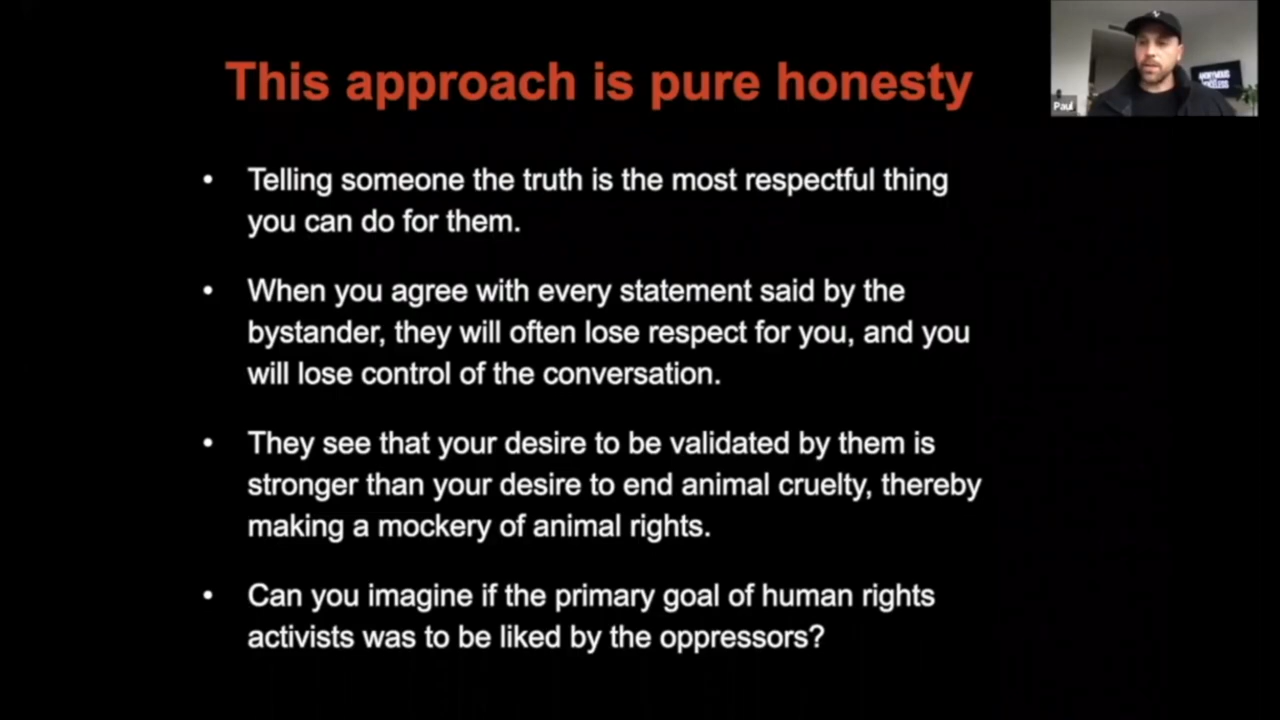 This approach is pure honesty
Paul
ANONYMOUS
VOICELESS
• Telling someone the truth is the most respectful thing
you can do for them.
• When you agree with every statement said by the
bystander, they will often lose respect for you, and you
will lose control of the conversation.
• They see that your desire to be validated by them is
stronger than your desire to end animal cruelty, thereby
making a mockery of animal rights.
• Can you imagine if the primary goal of human rights
activists was to be liked by the oppressors?